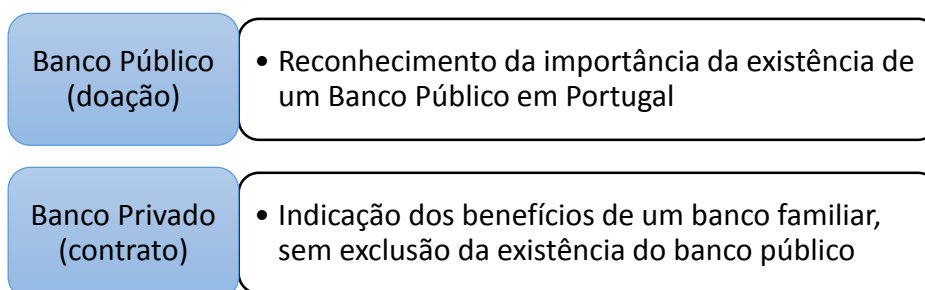 Banco Público
(doação)
• Reconhecimento da importância da existência de
um Banco Público em Portugal
Banco Privado
(contrato)
• Indicação dos benefícios de um banco familiar,
sem exclusão da existência do banco público